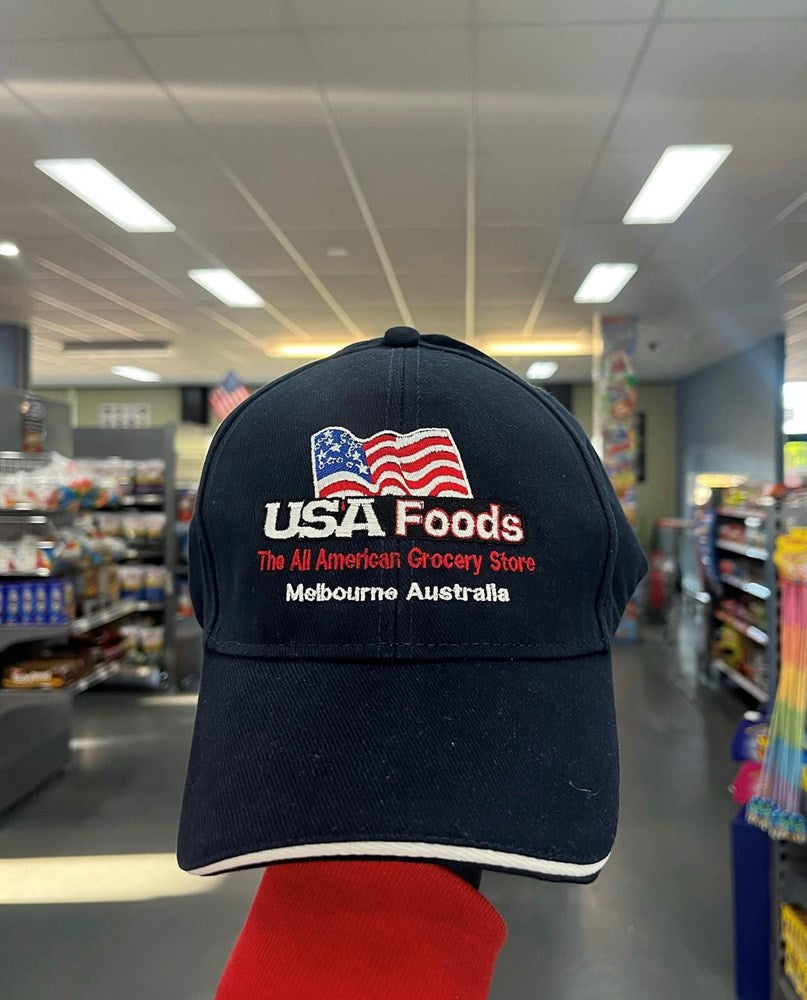 USA Foods
The All American Grocery Store
Melbourne Australia